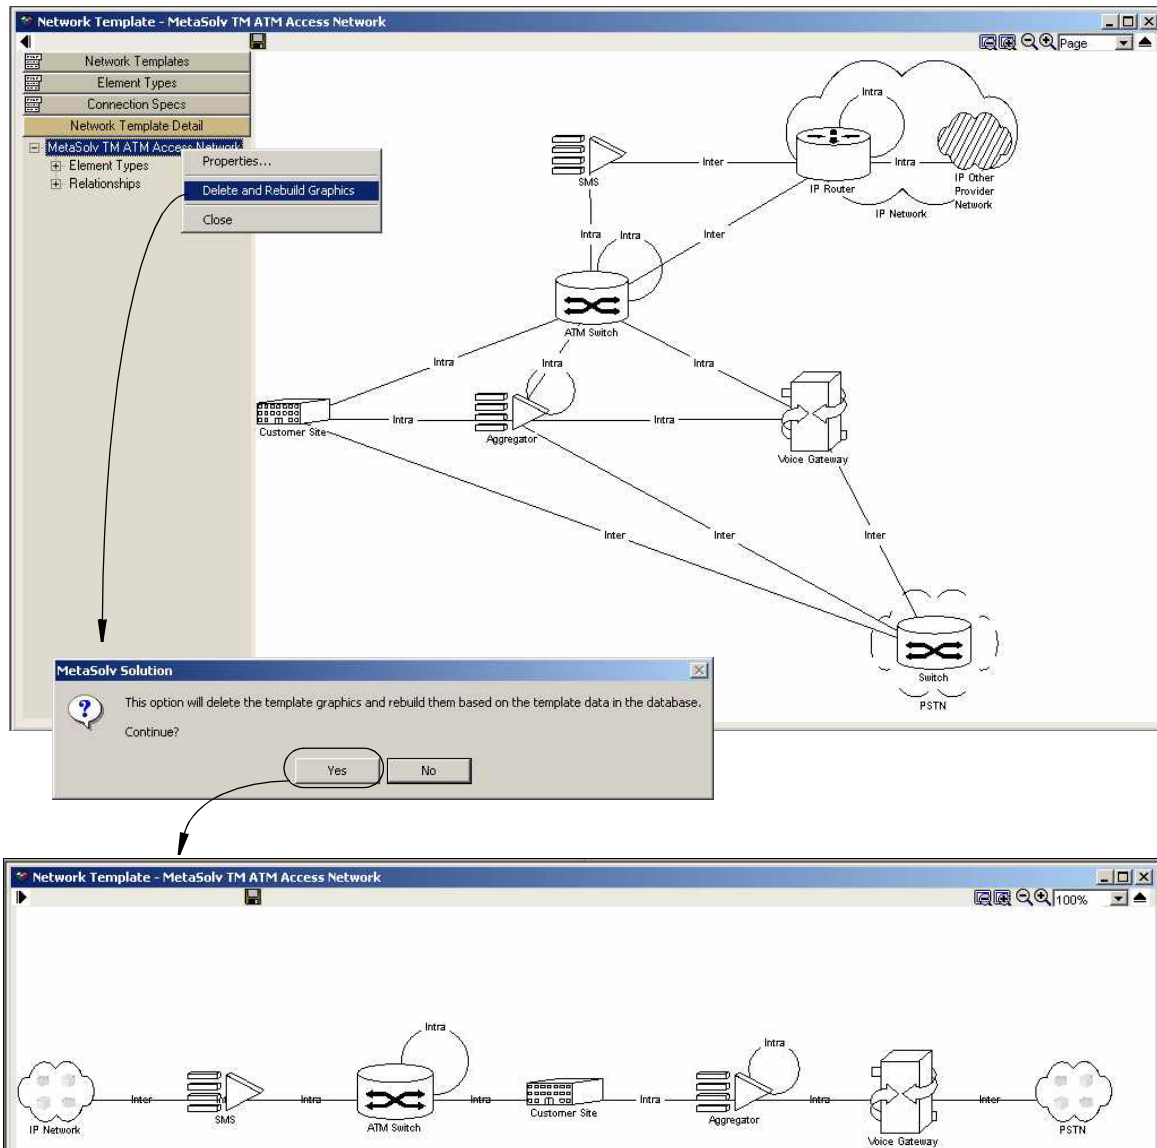 Network Template - MetaSolv TM ATM Access Network
Page
Network Templates
Element Types
Connection Specs
Network Template Detail
MetaSolv TM ATM Access Network
Element Types
Relationships
Properties...
Delete and Rebuild Graphics
Close
Intra
SMS
Inter
IP Router
Intra
IP Other
Provider
Network
IP Network
Intra
Intra
Inter
ATM Switch
Intra
Intra
Intra
Customer Site
Intra
Aggregator
Intra
Voice Gateway
Inter
Inter
Inter
Switch
PSTN
MetaSolv Solution
This option will delete the template graphics and rebuild them based on the template data in the database.
Continue?
Yes
No
Network Template - MetaSolv TM ATM Access Network
100%
Intra
Intra
IP Network
Inter
SMS
Intra
ATM Switch
Intra
Customer Site
Intra
Aggregator
Intra
Voice Gateway
Inter
PSTN